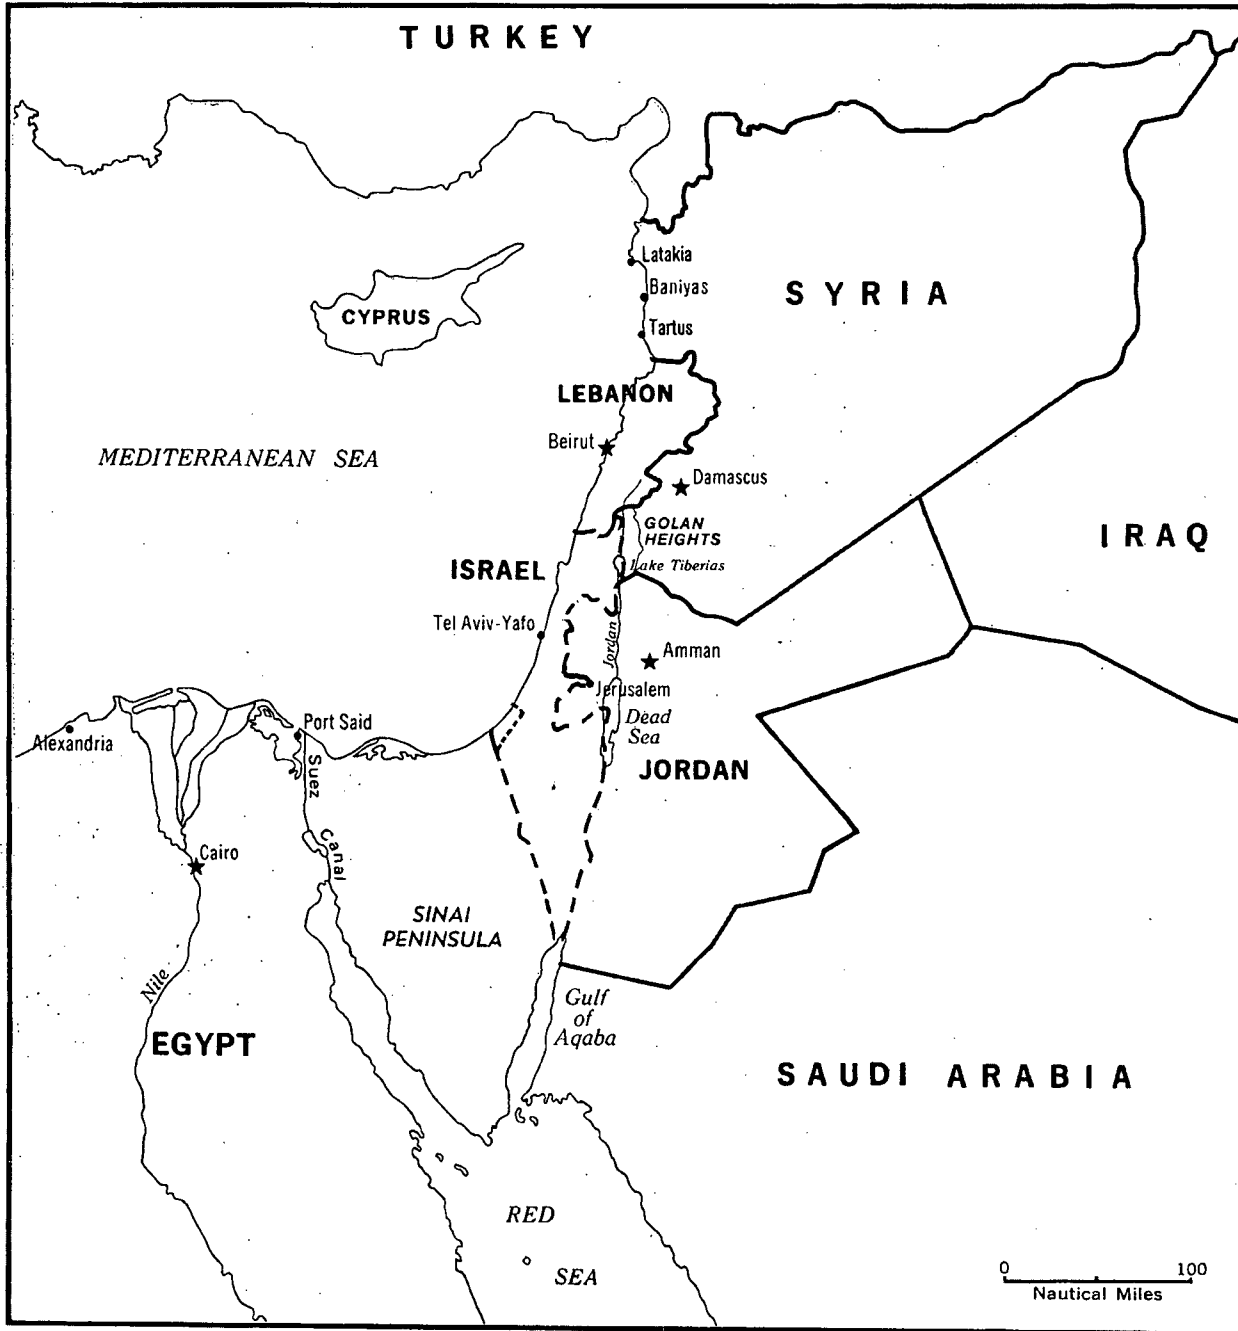 TURKEY
Latakia
Baniyas
SYRIA
CYPRUS
Tartus
LEBANON
Beirut
MEDITERRANEAN SEA
Damascus
GOLAN
HEIGHTS
IRAQ
Lake Tiberias
ISRAEL
Tel Aviv-Yafo
Jordan
Amman
Jerusalem
Dead
Sea
Port Said
Alexandria
Suez Canal
JORDAN
Cairo
SINAI
PENINSULA
Nile
Gulf
of
Aqaba
EGYPT
SAUDI ARABIA
RED
SEA
0 100
Nautical Miles